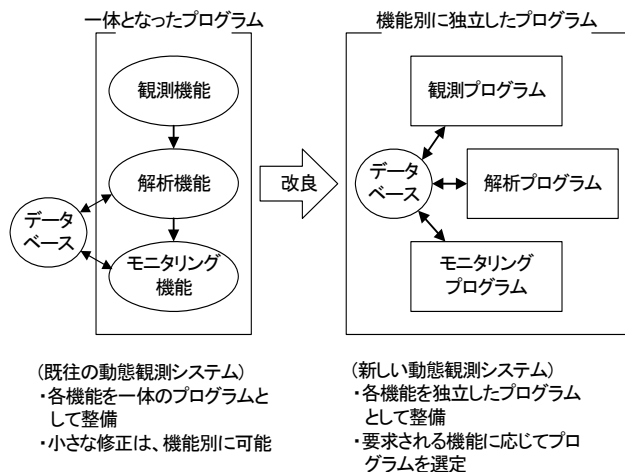 一体となったプログラム
観測機能
解析機能
データ
ベース
モニタリング
機能
改良
機能別に独立したプログラム
観測プログラム
データ
ベース
解析プログラム
モニタリング
プログラム
(既往の動態観測システム)
・各機能を一体のプログラムと
して整備
・小さな修正は、機能別に可能
(新しい動態観測システム)
・各機能を独立したプログラム
として整備
・要求される機能に応じてプロ
グラムを選定